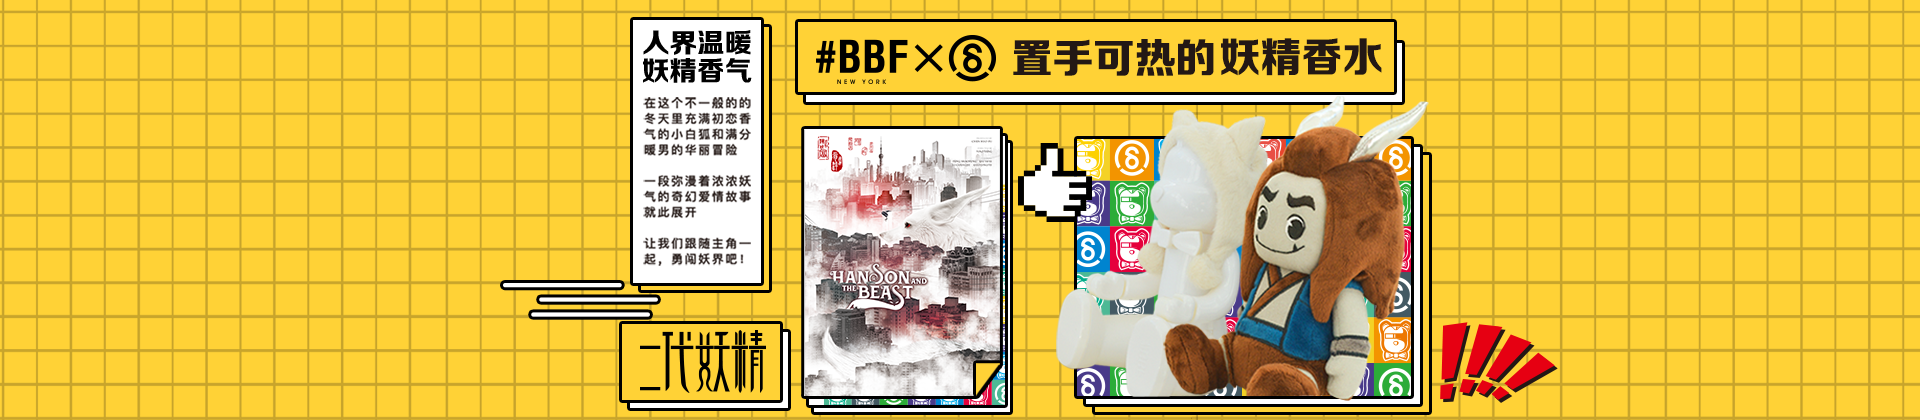 人界温暖
妖精香气
在这个不一般的的
冬天里充满初恋香
气的小白狐和满分
暖男的华丽冒险
一段弥漫着浓浓妖
气的奇幻爱情故事
就此展开
让我们跟随主角一
起，勇闯妖界吧！
二代妖精
#BBF× 置手可热的妖精香水
NEW YORK
HANSON AND
THE BEAST